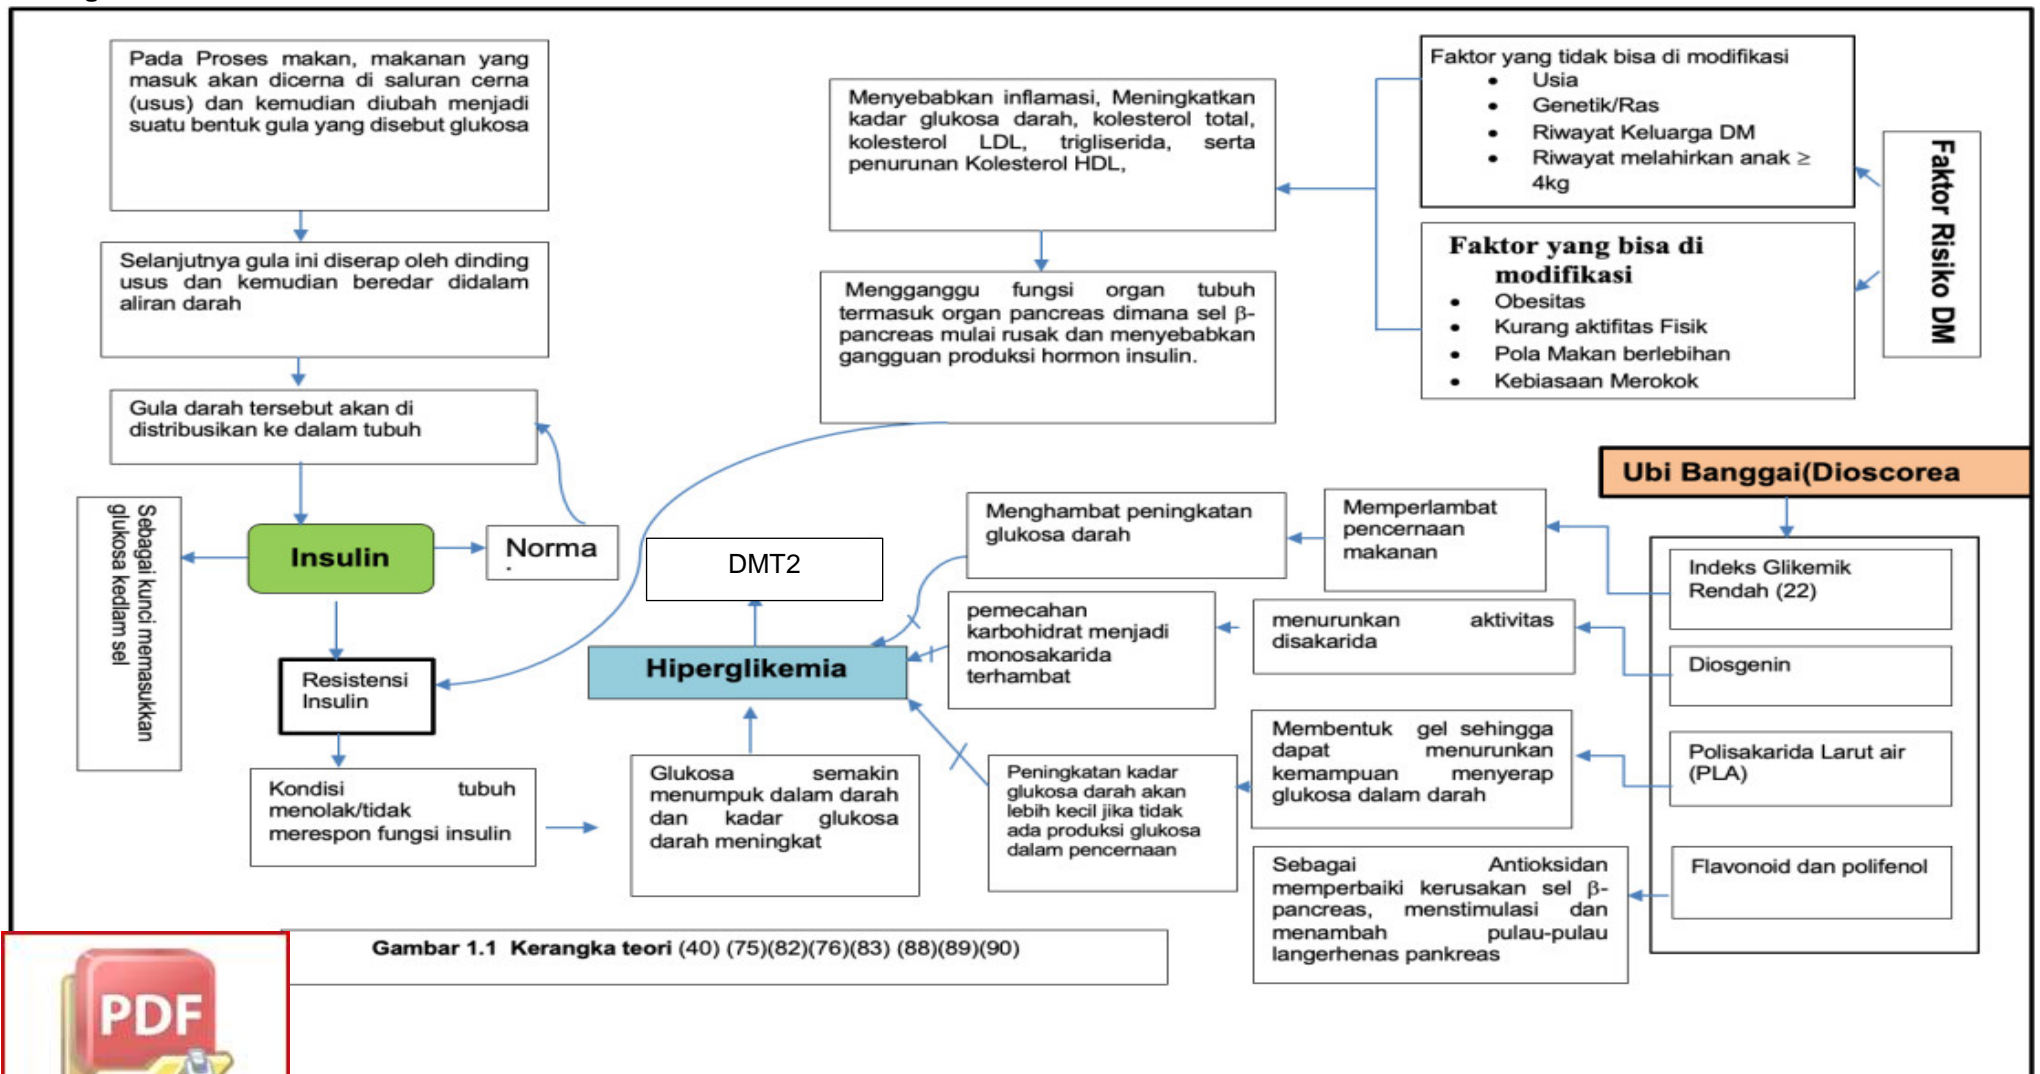 Pada Proses makan, makanan yang
masuk akan dicerna di saluran cerna
(usus) dan kemudian diubah menjadi
suatu bentuk gula yang disebut glukosa
Selanjutnya gula ini diserap oleh dinding
usus dan kemudian beredar didalam
aliran darah
Gula darah tersebut akan di
distribusikan ke dalam tubuh
Sebagai kunci memasukkan
glukosa kedlam sel
Insulin
Norma
Resistensi
Insulin
Kondisi tubuh
menolak/tidak
merespon fungsi insulin
Glukosa semakin
menumpuk dalam darah
dan kadar glukosa
darah meningkat
Hiperglikemia
DMT2
Menyebabkan inflamasi, Meningkatkan
kadar glukosa darah, kolesterol total,
kolesterol LDL, trigliserida, serta
penurunan Kolesterol HDL,
Mengganggu fungsi organ tubuh
termasuk organ pancreas dimana sel β-
pancreas mulai rusak dan menyebabkan
gangguan produksi hormon insulin.
Faktor yang tidak bisa di modifikasi
• Usia
• Genetik/Ras
• Riwayat Keluarga DM
• Riwayat melahirkan anak ≥
4kg
Faktor yang bisa di
modifikasi
• Obesitas
• Kurang aktifitas Fisik
• Pola Makan berlebihan
• Kebiasaan Merokok
Faktor Risiko DM
Ubi Banggai(Dioscorea
Indeks Glikemik
Rendah (22)
Diosgenin
Polisakarida Larut air
(PLA)
Flavonoid dan polifenol
Memperlambat
pencernaan
makanan
Menghambat peningkatan
glukosa darah
menurunkan aktivitas
disakarida
pemecahan
karbohidrat menjadi
monosakarida
terhambat
Membentuk gel sehingga
dapat menurunkan
kemampuan menyerap
glukosa dalam darah
Peningkatan kadar
glukosa darah akan
lebih kecil jika tidak
ada produksi glukosa
dalam pencernaan
Sebagai Antioksidan
memperbaiki kerusakan sel β-
pancreas, menstimulasi dan
menambah pulau-pulau
langerhenas pankreas
Gambar 1.1 Kerangka teori (40) (75)(82)(76)(83) (88)(89)(90)
PDF